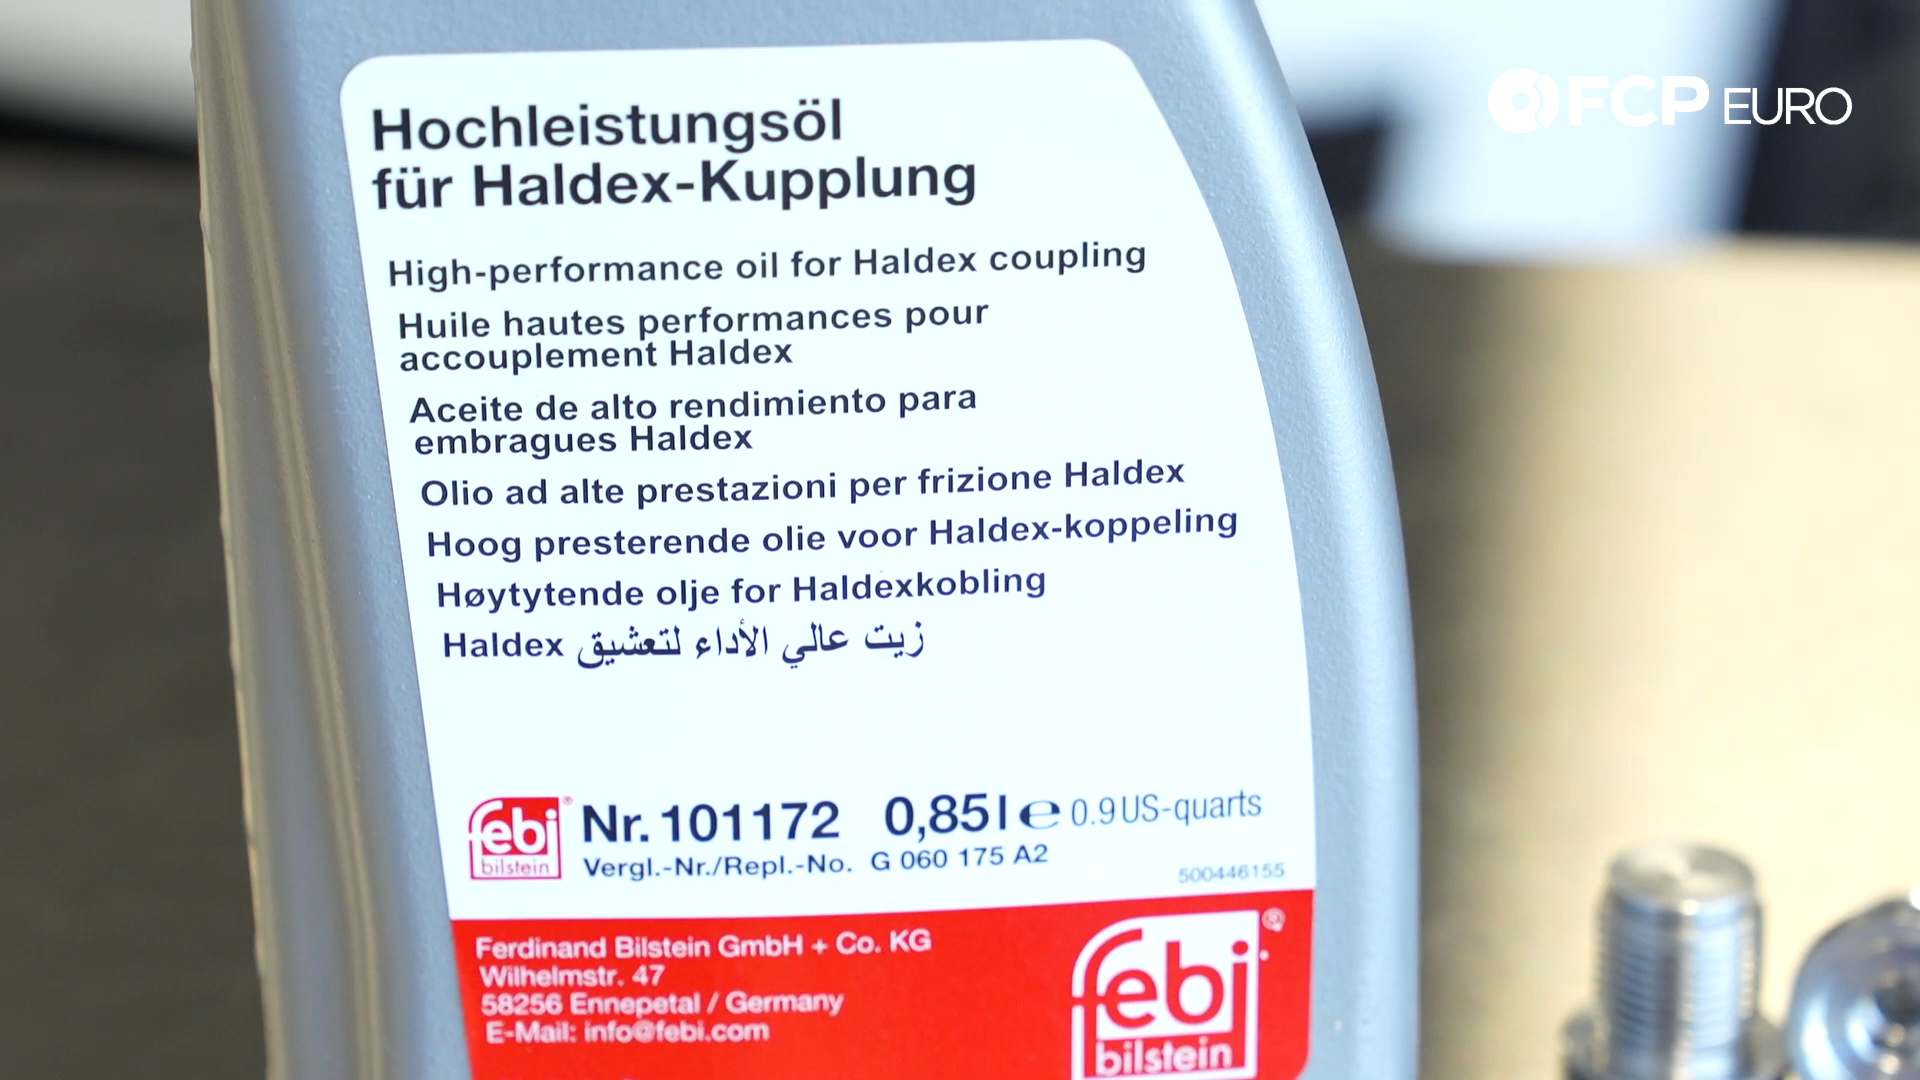 FCP EURO
Hochleistungsöl
für Haldex-Kupplung
High-performance oil for Haldex coupling
Huile hautes performances pour
accouplement Haldex
Aceite de alto rendimiento para
embragues Haldex
Olio ad alte prestazioni per frizione Haldex
Hoog presterende olie voor Haldex-koppeling
Høytytende olje for Haldexkobling
زيت عالي الأداء لتعشيق Haldex
febi® Nr. 101172 0,85 l e 0.9 US-quarts
bilstein Vergl.-Nr./Repl.-No. G 060 175 A2
500446155
Ferdinand Bilstein GmbH + Co. KG
Wilhelmstr. 47
58256 Ennepetal / Germany
E-Mail: info@febi.com
febi®
bilstein